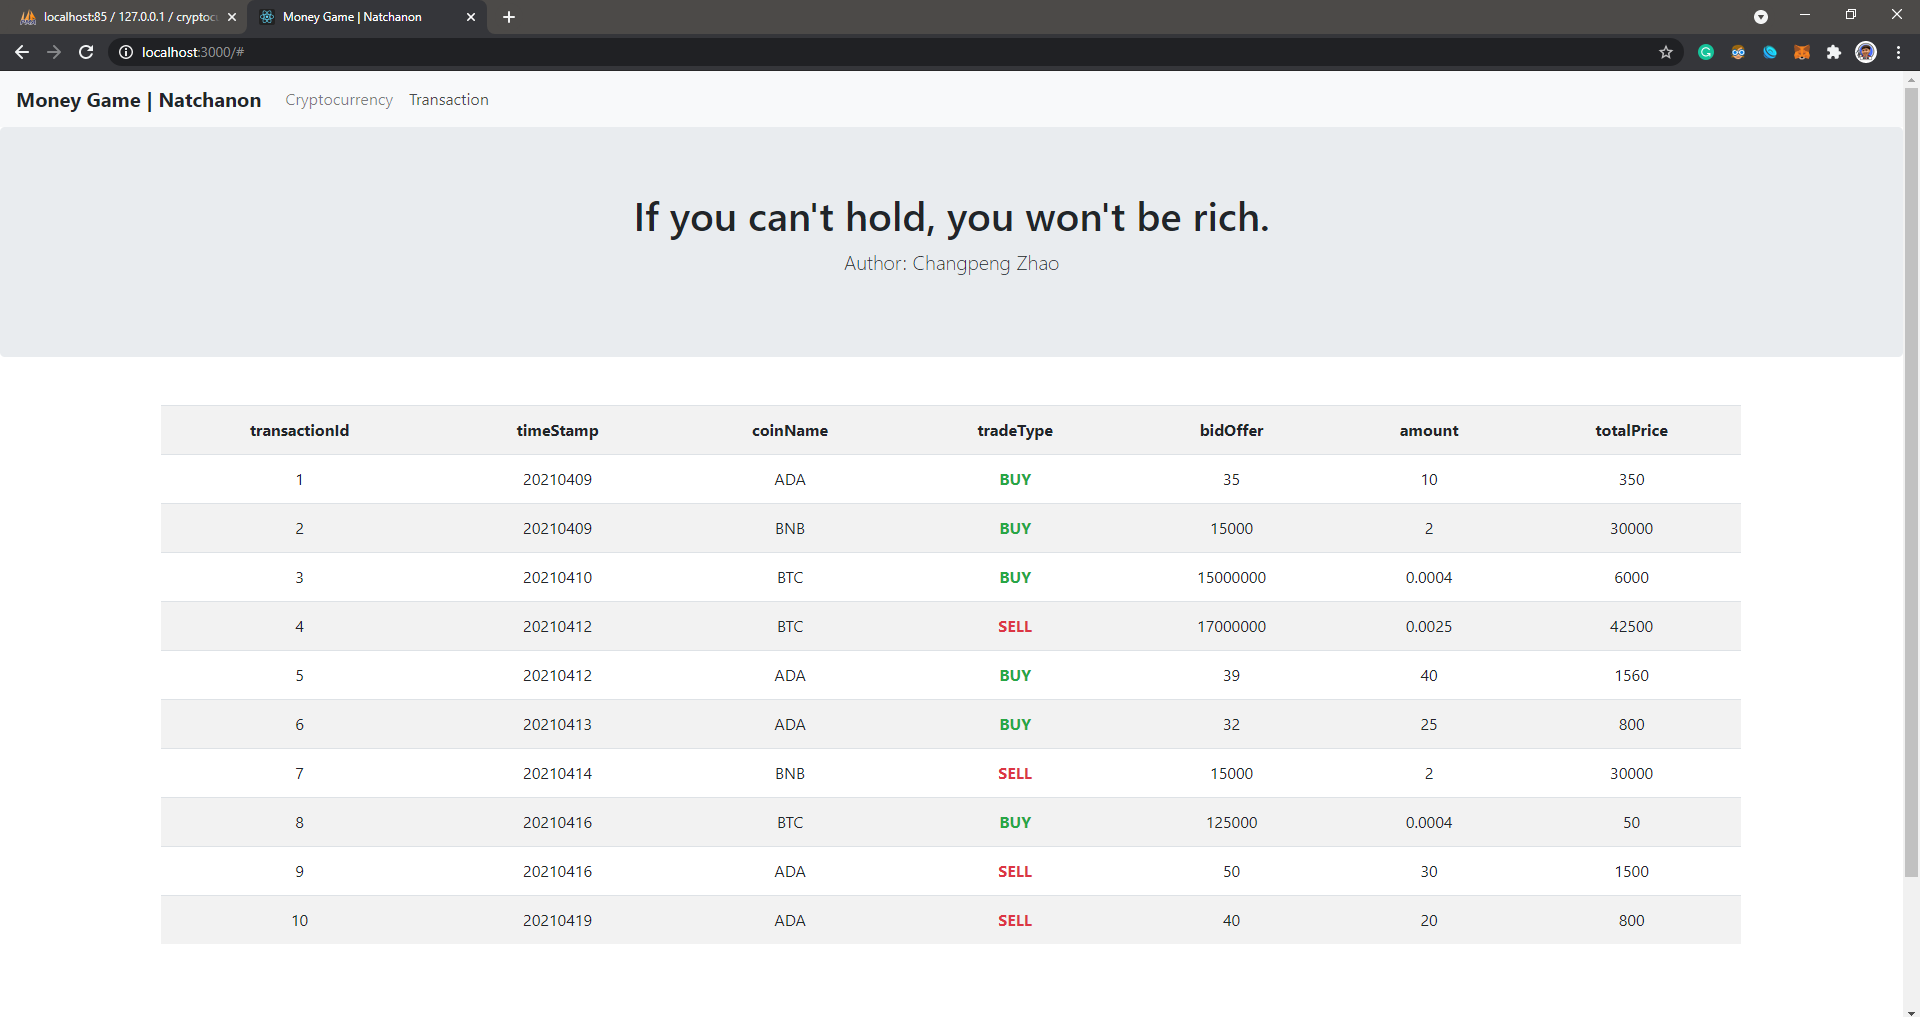 localhost:85 / 127.0.0.1 / cryptocu
Money Game | Natchanon
localhost:3000/#
Money Game | Natchanon Cryptocurrency Transaction
If you can't hold, you won't be rich.
Author: Changpeng Zhao
transactionId timeStamp coinName tradeType bidOffer amount totalPrice
1 20210409 ADA BUY 35 10 350
2 20210409 BNB BUY 15000 2 30000
3 20210410 BTC BUY 15000000 0.0004 6000
4 20210412 BTC SELL 17000000 0.0025 42500
5 20210412 ADA BUY 39 40 1560
6 20210413 ADA BUY 32 25 800
7 20210414 BNB SELL 15000 2 30000
8 20210416 BTC BUY 125000 0.0004 50
9 20210416 ADA SELL 50 30 1500
10 20210419 ADA SELL 40 20 800